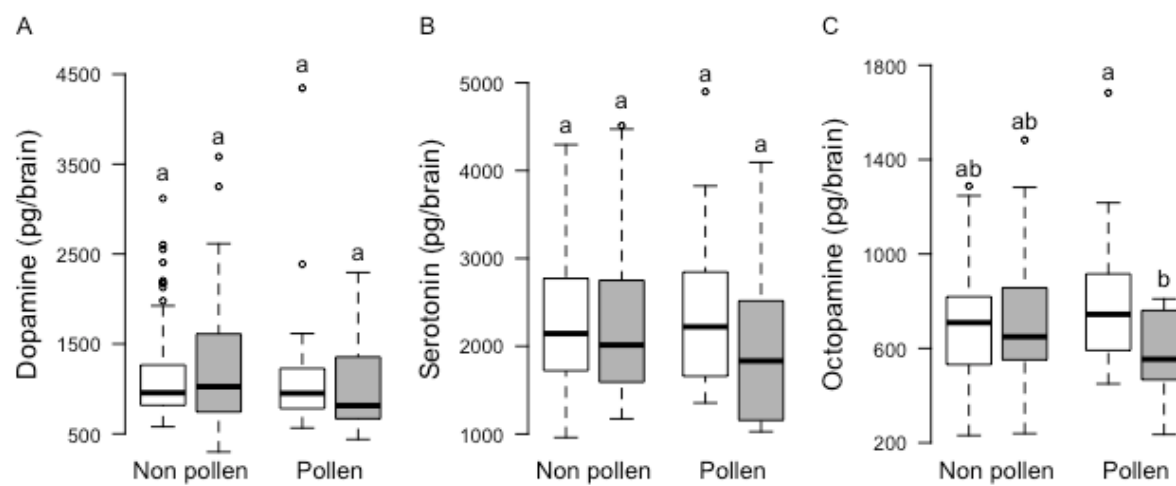 A
Dopamine (pg/brain)
4500
3500
2500
1500
500
a
a
a
a
Non pollen
Pollen
B
Serotonin (pg/brain)
5000
4000
3000
2000
1000
a
a
a
a
Non pollen
Pollen
C
Octopamine (pg/brain)
1800
1400
1000
600
200
ab
ab
a
b
Non pollen
Pollen